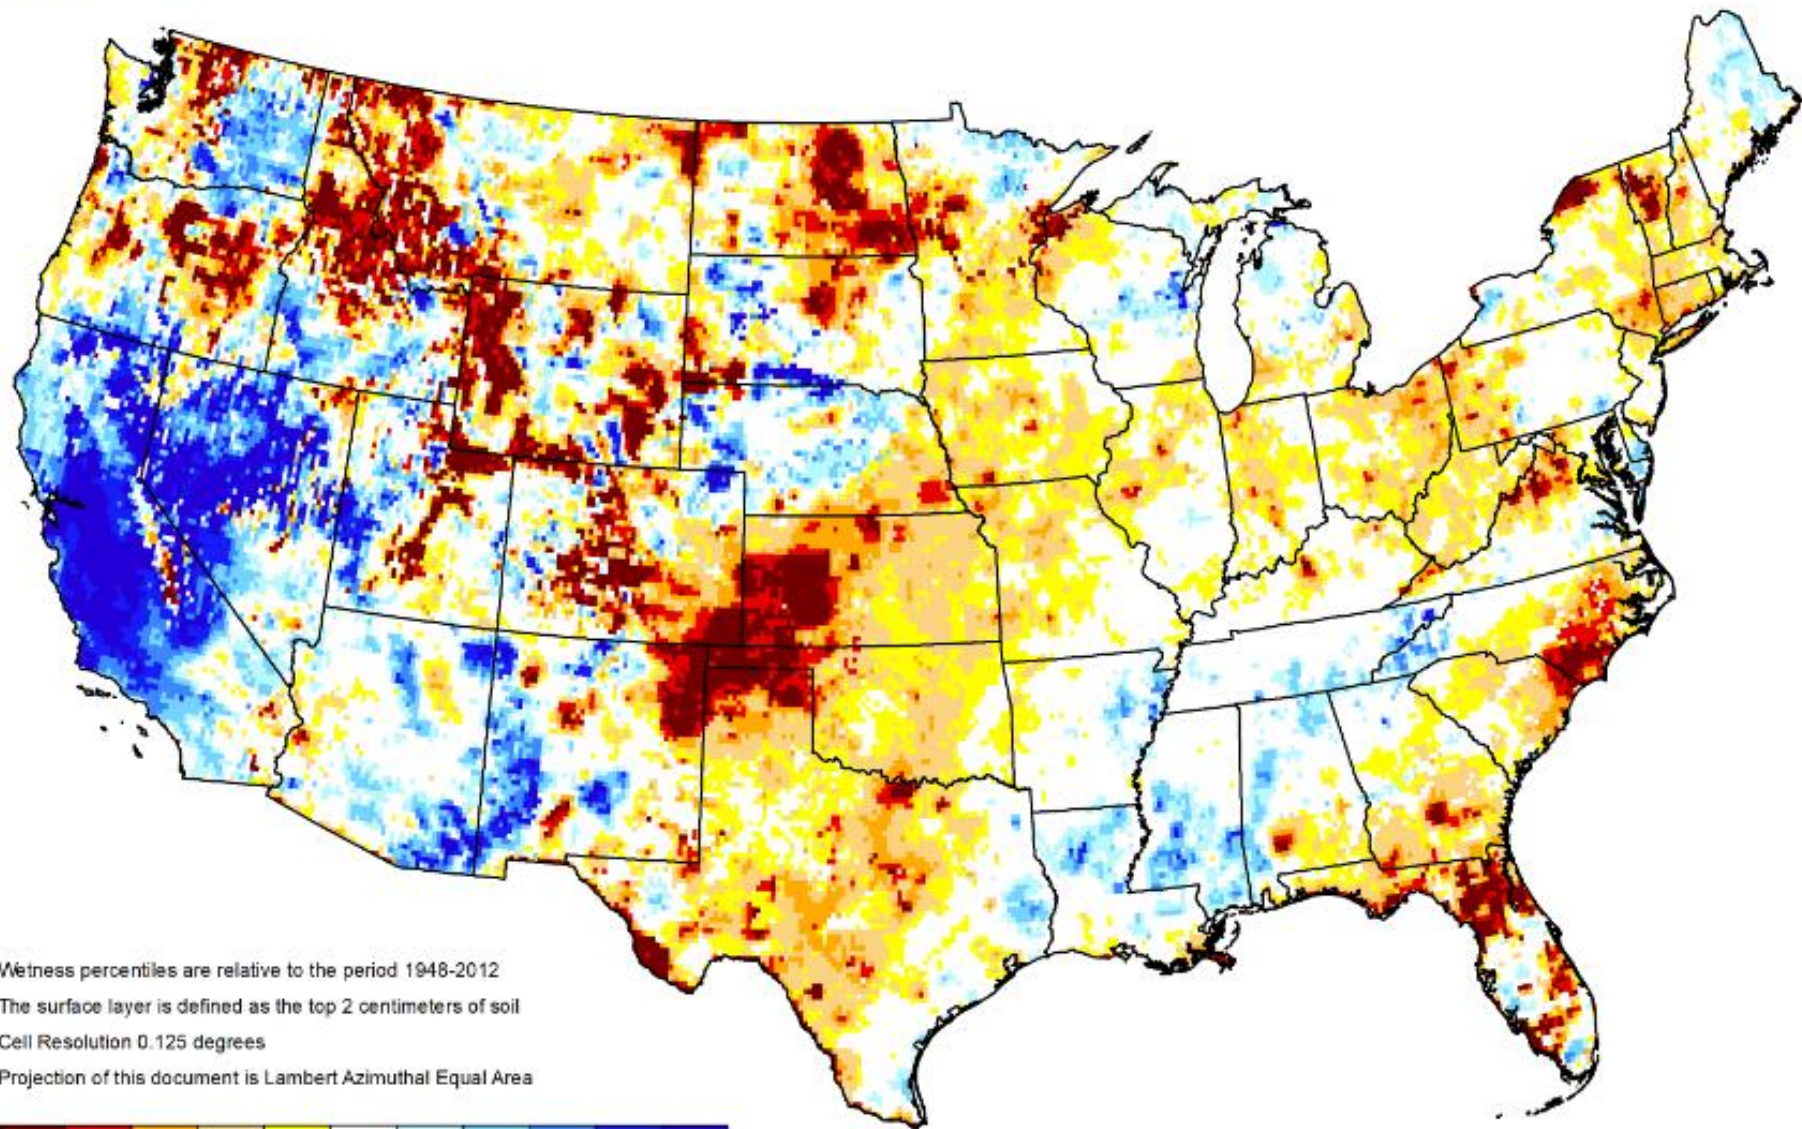 Wetness percentiles are relative to the period 1948-2012
The surface layer is defined as the top 2 centimeters of soil
Cell Resolution 0.125 degrees
Projection of this document is Lambert Azimuthal Equal Area